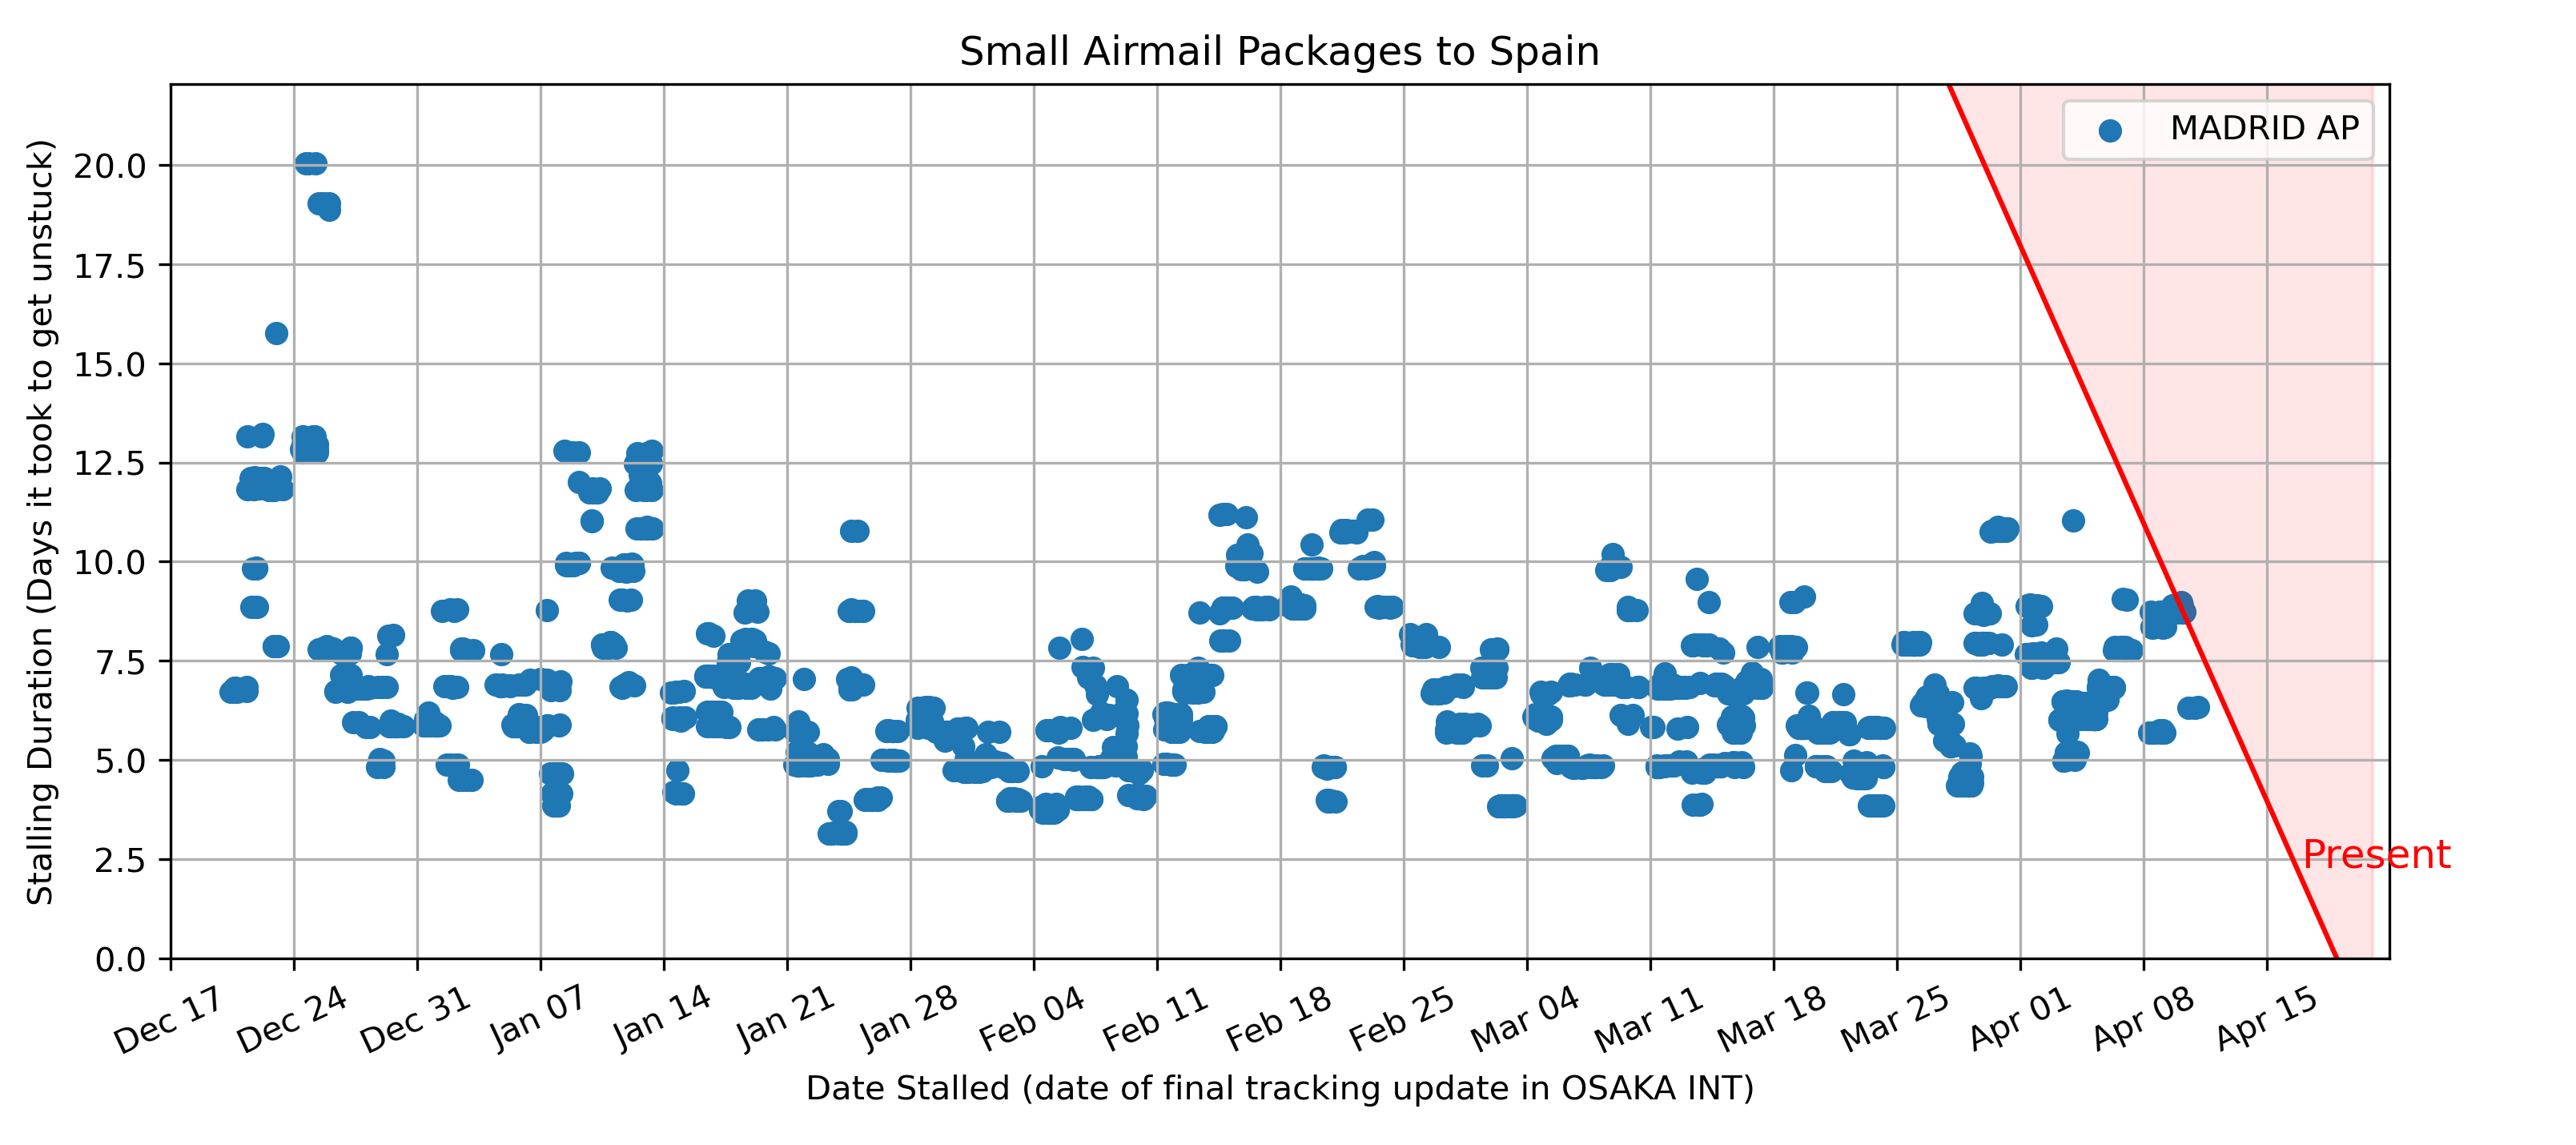 Small Airmail Packages to Spain
MADRID AP
Stalling Duration (Days it took to get unstuck)
20.0
17.5
15.0
12.5
10.0
7.5
5.0
2.5
0.0
Present
Dec 17 Dec 24 Dec 31 Jan 07 Jan 14 Jan 21 Jan 28 Feb 04 Feb 11 Feb 18 Feb 25 Mar 04 Mar 11 Mar 18 Mar 25 Apr 01 Apr 08 Apr 15
Date Stalled (date of final tracking update in OSAKA INT)